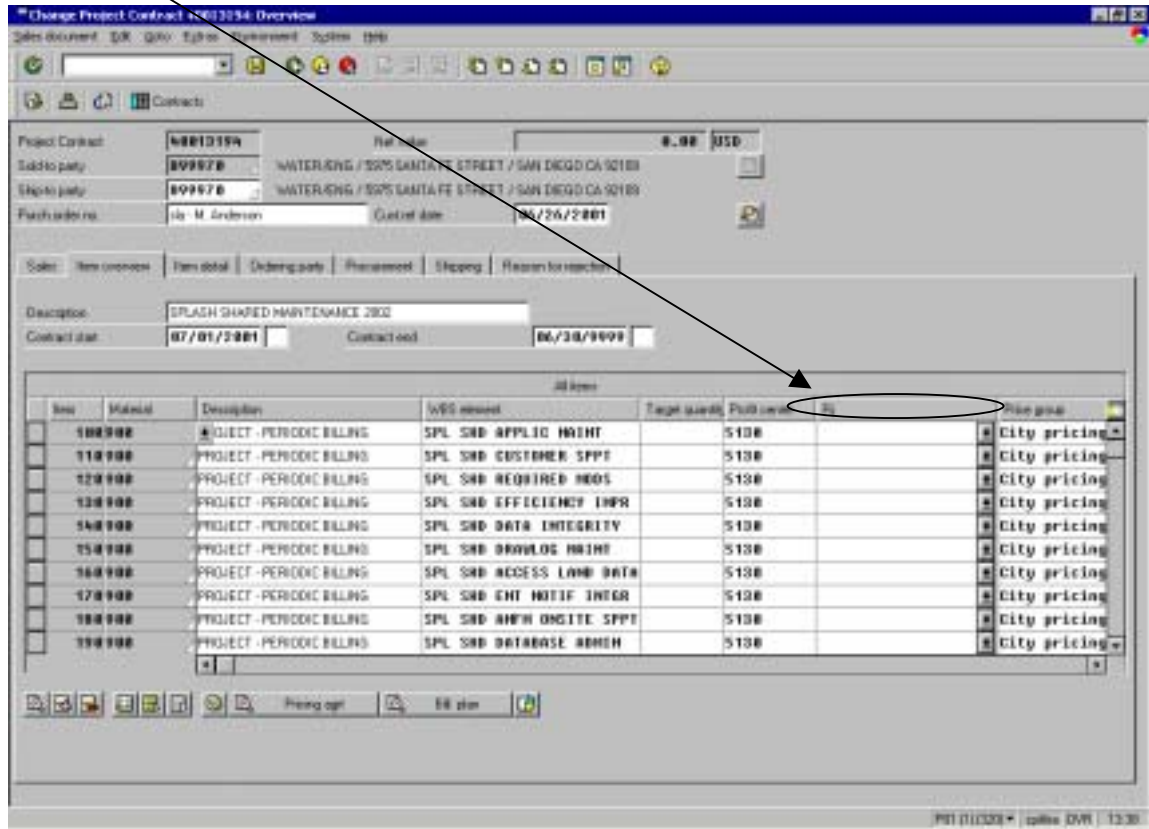 Change Project Contract 40013194: Overview
Sales document Edit Goto Extras Environment System Help
Contracts
Project Contract 40013194 Net value 0.00 USD
Sold-to party 899970 WATER/ENG / 5975 SANTA FE STREET / SAN DIEGO CA 92109
Ship-to party 899970 WATER/ENG / 5975 SANTA FE STREET / SAN DIEGO CA 92109
Purch.order no. M. Anderson Cust.ref.date 06/26/2001
Sales Item overview Item detail Ordering party Procurement Shipping Reason for rejection
Description SPLASH SHARED MAINTENANCE 2002
Contract start 07/01/2001 Contract end 06/30/9999
All items
Item Material Description WBS element Target quantity Profit center Price group
100 900 OJECT - PERIODIC BILLING SPL SHD APPLIC MAINT 5130 City pricing
110 900 PROJECT - PERIODIC BILLING SPL SHD CUSTOMER SPPT 5130 City pricing
120 900 PROJECT - PERIODIC BILLING SPL SHD REQUIRED MODS 5130 City pricing
130 900 PROJECT - PERIODIC BILLING SPL SHD EFFICIENCY IMPR 5130 City pricing
140 900 PROJECT - PERIODIC BILLING SPL SHD DATA INTEGRITY 5130 City pricing
150 900 PROJECT - PERIODIC BILLING SPL SHD DRAWLOG MAINT 5130 City pricing
160 900 PROJECT - PERIODIC BILLING SPL SHD ACCESS LAND DATA 5130 City pricing
170 900 PROJECT - PERIODIC BILLING SPL SHD EMT NOTIF INTGR 5130 City pricing
180 900 PROJECT - PERIODIC BILLING SPL SHD ONSITE SPPT 5130 City pricing
190 900 PROJECT - PERIODIC BILLING SPL SHD DATABASE ADMIN 5130 City pricing
Pricing agrt Bill plan
P01 (1) (320) OVR 13:30